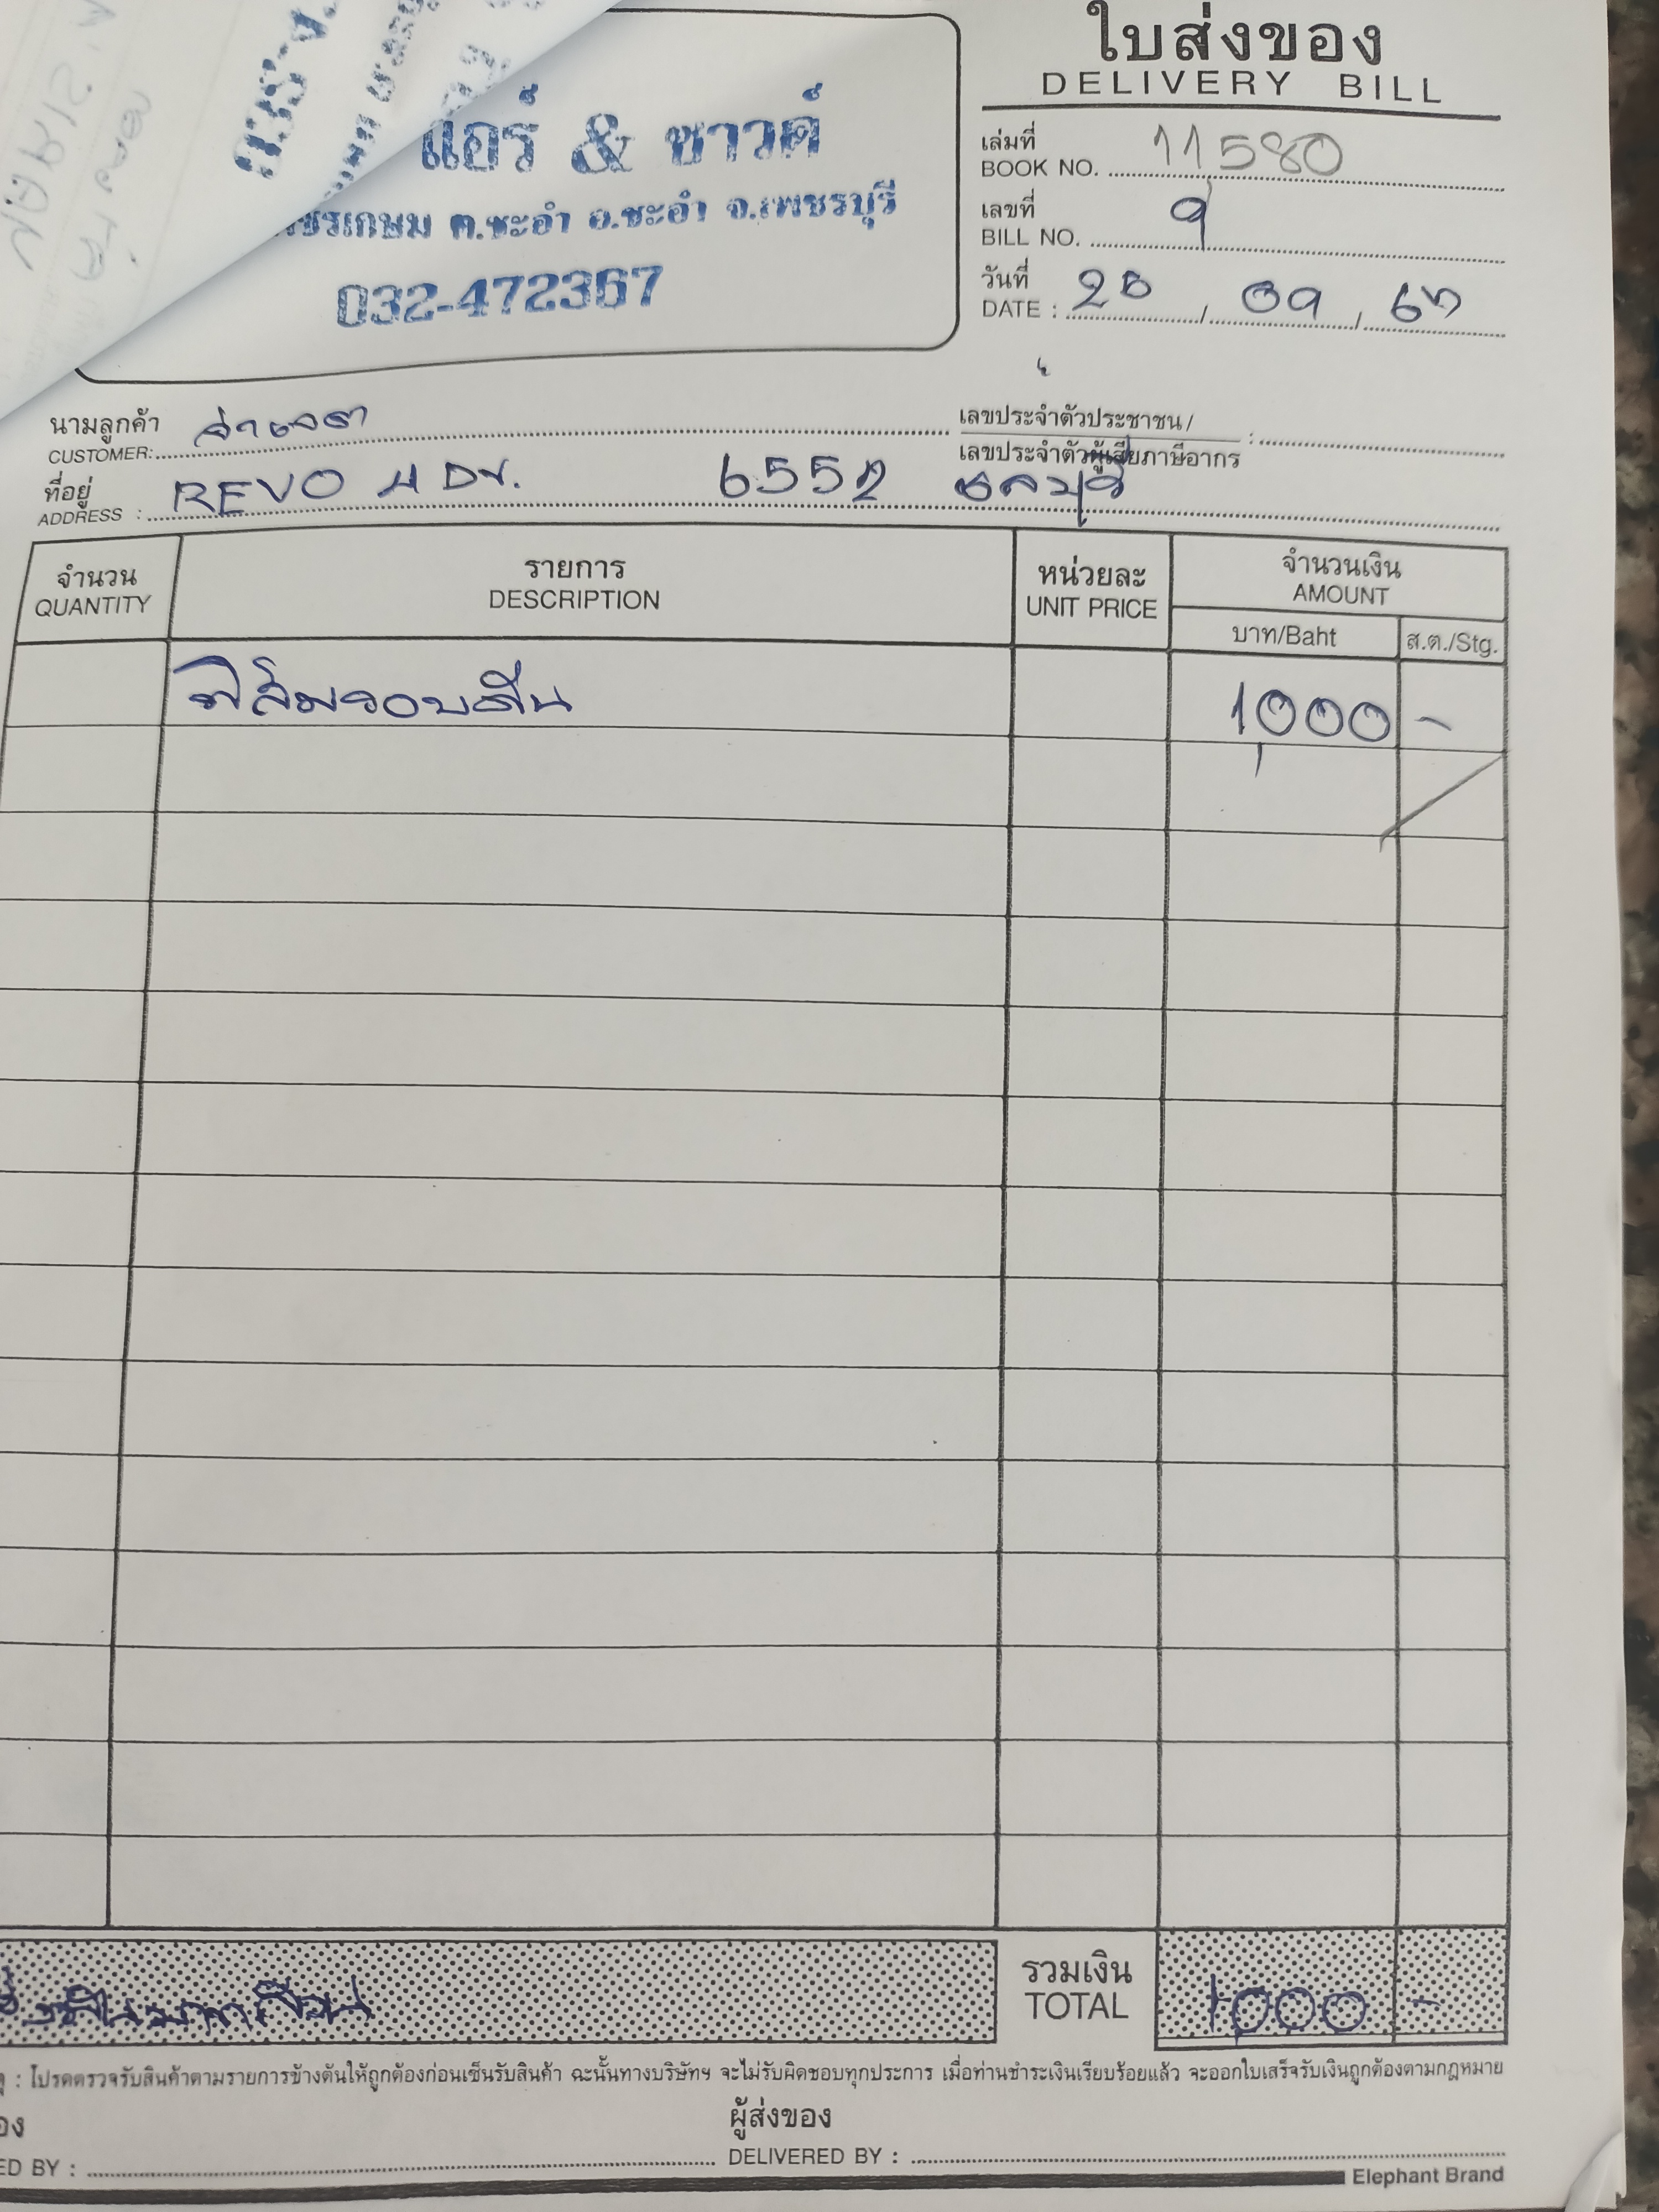 ใบส่งของ
DELIVERY BILL
แอร์ & ซาวด์
ต.ชะอำ อ.ชะอำ จ.เพชรบุรี
032-472367
เล่มที่
BOOK NO. 11580
เลขที่
BILL NO. 9
วันที่
DATE : 20 / 09 / 67
นามลูกค้า
CUSTOMER:
เลขประจำตัวประชาชน /
เลขประจำตัวผู้เสียภาษีอากร :
ที่อยู่
ADDRESS : REVO 4 Dr. 6552 ชลบุรี
จำนวน
QUANTITY
รายการ
DESCRIPTION
หน่วยละ
UNIT PRICE
จำนวนเงิน
AMOUNT
บาท/Baht ส.ต./Stg.
ฟิล์มรอบคัน 1000 -
รวมเงิน
TOTAL 1000 -
: โปรดตรวจรับสินค้าตามรายการข้างต้นให้ถูกต้องก่อนเซ็นรับสินค้า ฉะนั้นทางบริษัทฯ จะไม่รับผิดชอบทุกประการ เมื่อท่านชำระเงินเรียบร้อยแล้ว จะออกใบเสร็จรับเงินถูกต้องตามกฎหมาย
ผู้ส่งของ
ED BY : DELIVERED BY :
Elephant Brand